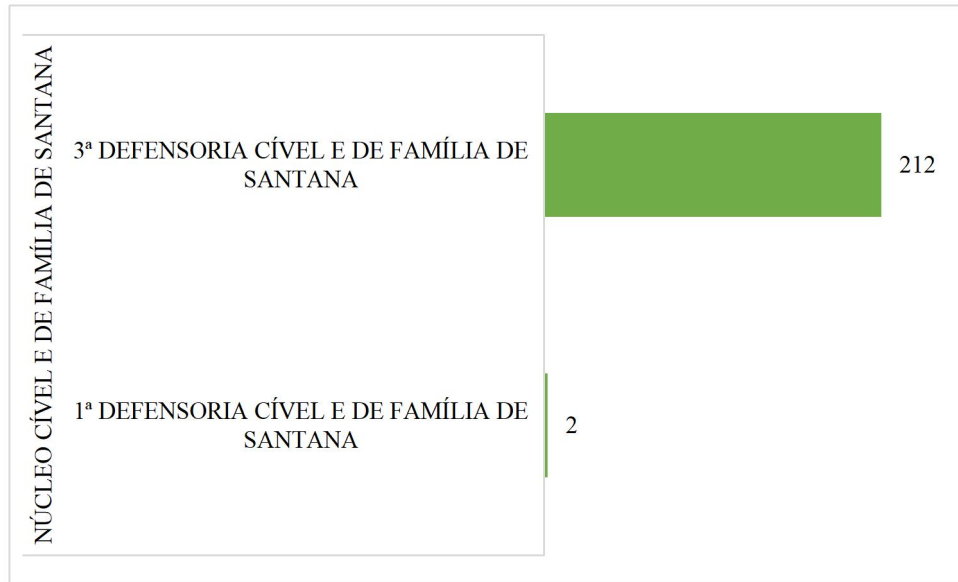 NÚCLEO CÍVEL E DE FAMÍLIA DE SANTANA
3ª DEFENSORIA CÍVEL E DE FAMÍLIA DE
SANTANA
212
1ª DEFENSORIA CÍVEL E DE FAMÍLIA DE
SANTANA
2